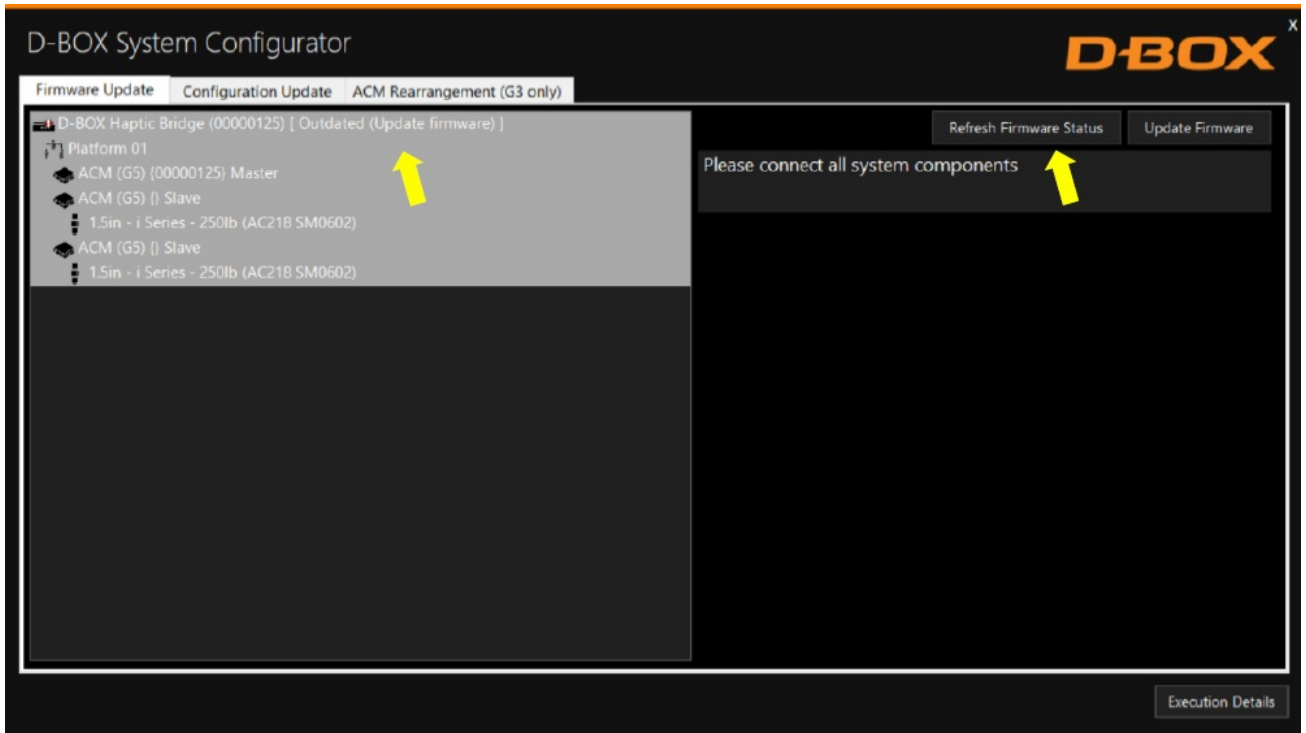 D-BOX System Configurator
D-BOX
X
Firmware Update Configuration Update ACM Rearrangement (G3 only)
D-BOX Haptic Bridge (00000125) [ Outdated (Update firmware) ]
Platform 01
ACM (G5) {00000125} Master
ACM (G5) {} Slave
1.5in - i Series - 250lb (AC218 SM0602)
ACM (G5) {} Slave
1.5in - i Series - 250lb (AC218 SM0602)
Refresh Firmware Status Update Firmware
Please connect all system components
Execution Details